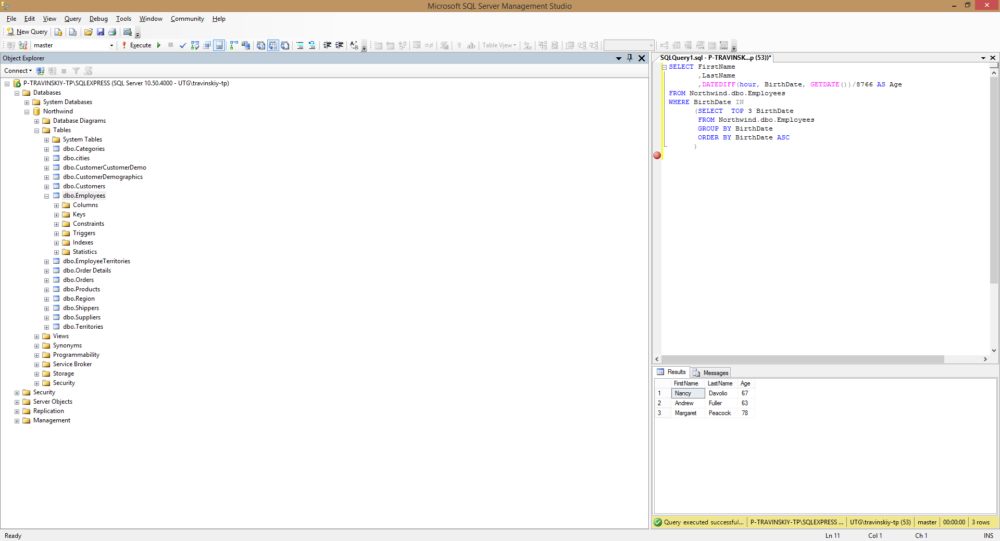 Microsoft SQL Server Management Studio
File Edit View Query Debug Tools Window Community Help
New Query
master Execute Table View
Object Explorer
Connect
P-TRAVINSKIY-TP\SQLEXPRESS (SQL Server 10.50.4000 - UTG\travinskiy-tp)
Databases
System Databases
Northwind
Database Diagrams
Tables
System Tables
dbo.Categories
dbo.cities
dbo.CustomerCustomerDemo
dbo.CustomerDemographics
dbo.Customers
dbo.Employees
Columns
Keys
Constraints
Triggers
Indexes
Statistics
dbo.EmployeeTerritories
dbo.Order Details
dbo.Orders
dbo.Products
dbo.Region
dbo.Shippers
dbo.Suppliers
dbo.Territories
Views
Synonyms
Programmability
Service Broker
Storage
Security
Security
Server Objects
Replication
Management
SQLQuery1.sql - P-TRAVINSK...p (53))*
SELECT FirstName
,LastName
,DATEDIFF(hour, BirthDate, GETDATE())/8766 AS Age
FROM Northwind.dbo.Employees
WHERE BirthDate IN
(SELECT TOP 3 BirthDate
FROM Northwind.dbo.Employees
GROUP BY BirthDate
ORDER BY BirthDate ASC
)
Results Messages
FirstName LastName Age
1 Nancy Davolio 67
2 Andrew Fuller 63
3 Margaret Peacock 78
Query executed successful... P-TRAVINSKIY-TP\SQLEXPRESS ... UTG\travinskiy-tp (53) master 00:00:00 3 rows
Ready Ln 11 Col 1 Ch 1 INS